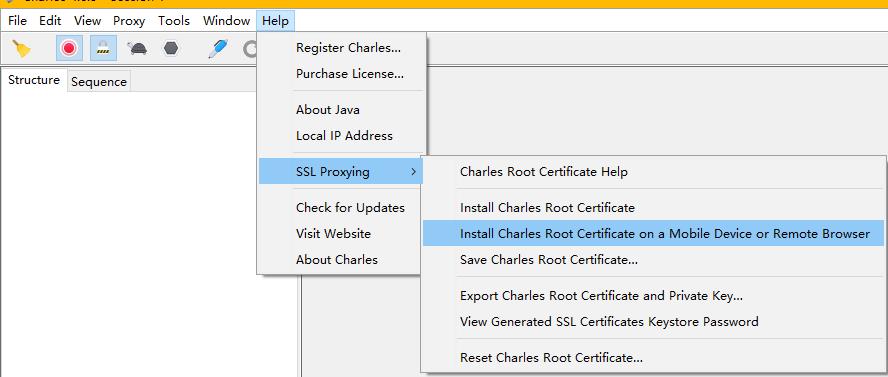 File Edit View Proxy Tools Window Help
Structure Sequence
Register Charles...
Purchase License...
About Java
Local IP Address
SSL Proxying
Check for Updates
Visit Website
About Charles
Charles Root Certificate Help
Install Charles Root Certificate
Install Charles Root Certificate on a Mobile Device or Remote Browser
Save Charles Root Certificate...
Export Charles Root Certificate and Private Key...
View Generated SSL Certificates Keystore Password
Reset Charles Root Certificate...